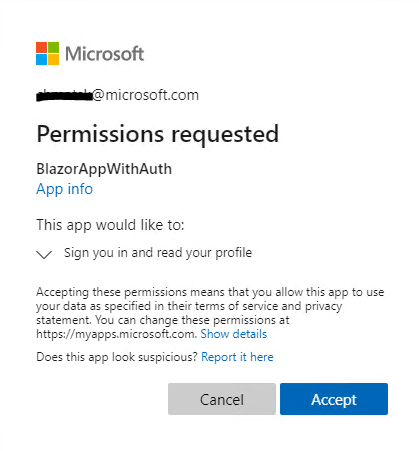 Microsoft
@microsoft.com
Permissions requested
BlazorAppWithAuth
App info
This app would like to:
Sign you in and read your profile
Accepting these permissions means that you allow this app to use
your data as specified in their terms of service and privacy
statement. You can change these permissions at
https://myapps.microsoft.com. Show details
Does this app look suspicious? Report it here
Cancel
Accept